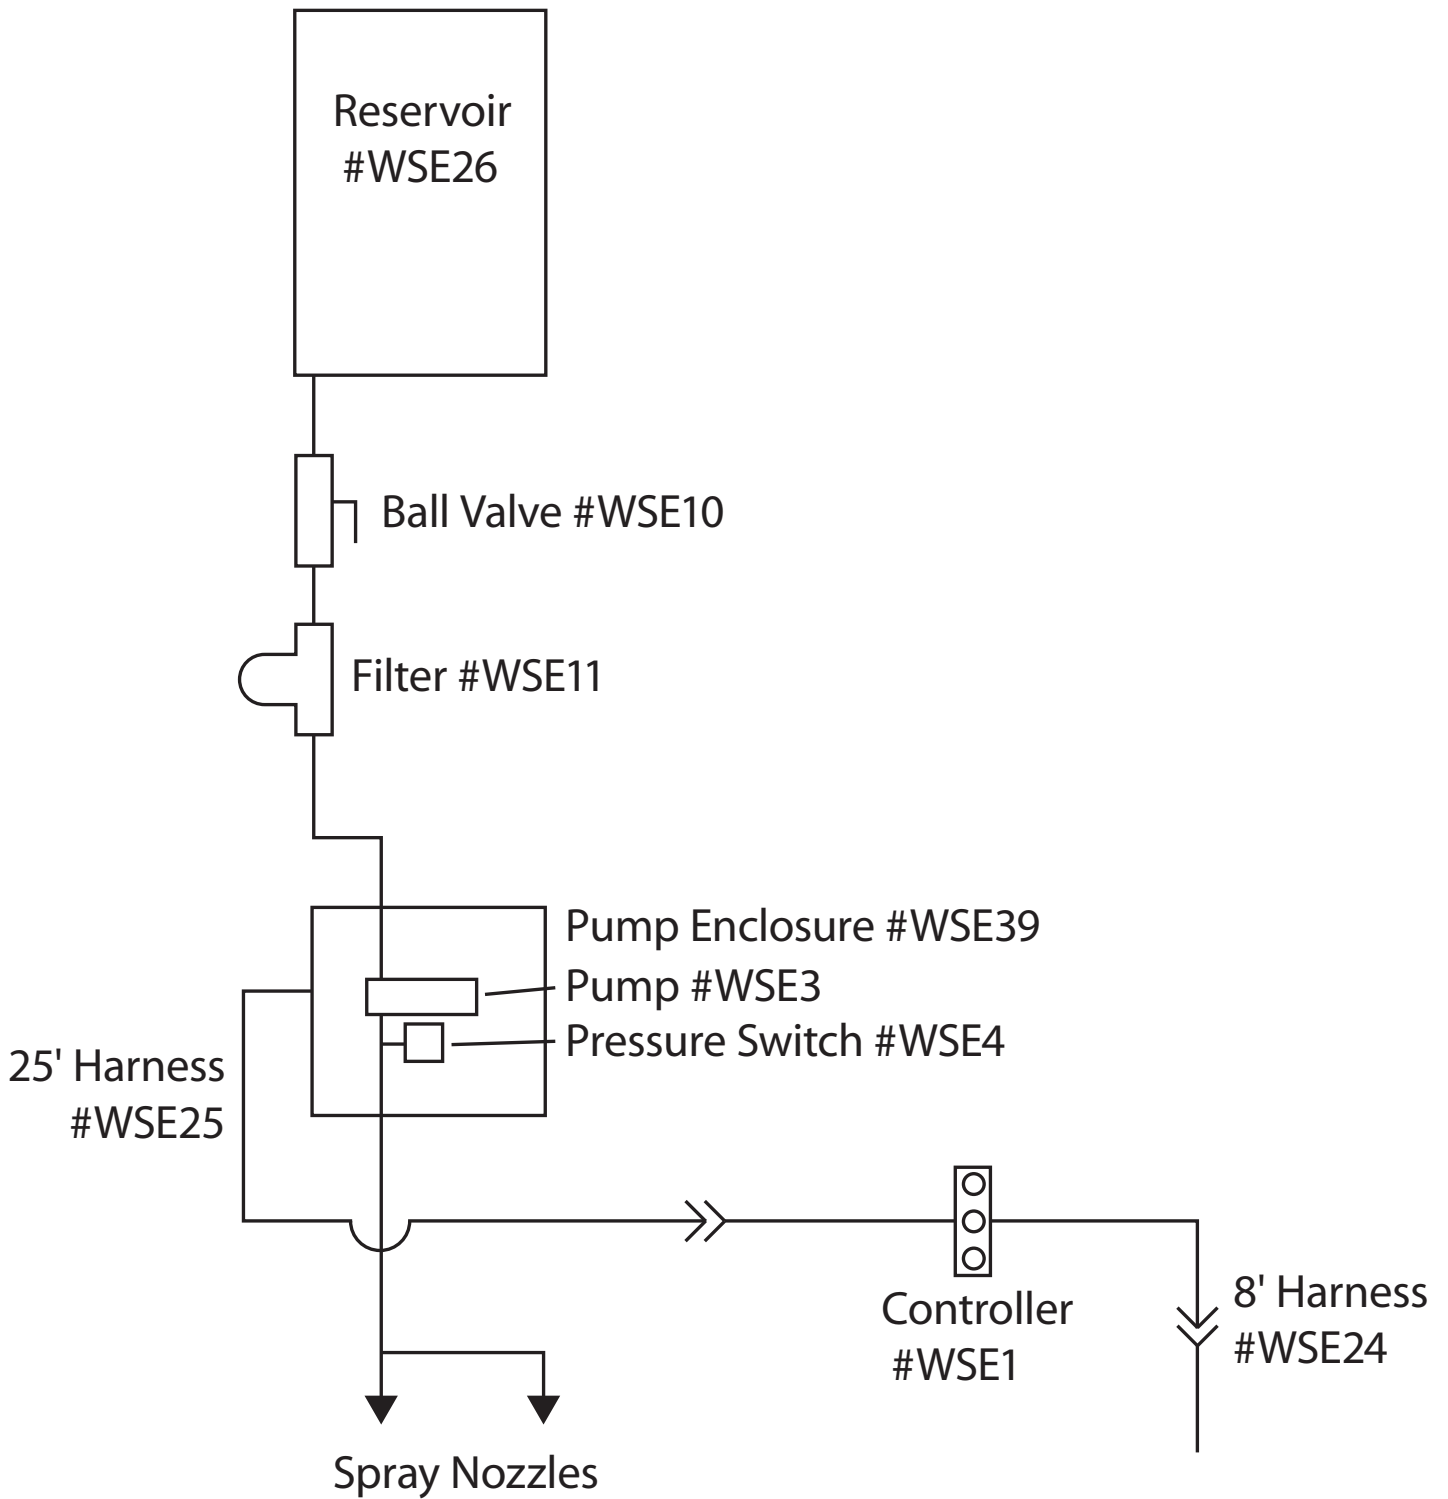 Reservoir
#WSE26
Ball Valve #WSE10
Filter #WSE11
Pump Enclosure #WSE39
Pump #WSE3
Pressure Switch #WSE4
25' Harness
#WSE25
Controller
#WSE1
8' Harness
#WSE24
Spray Nozzles